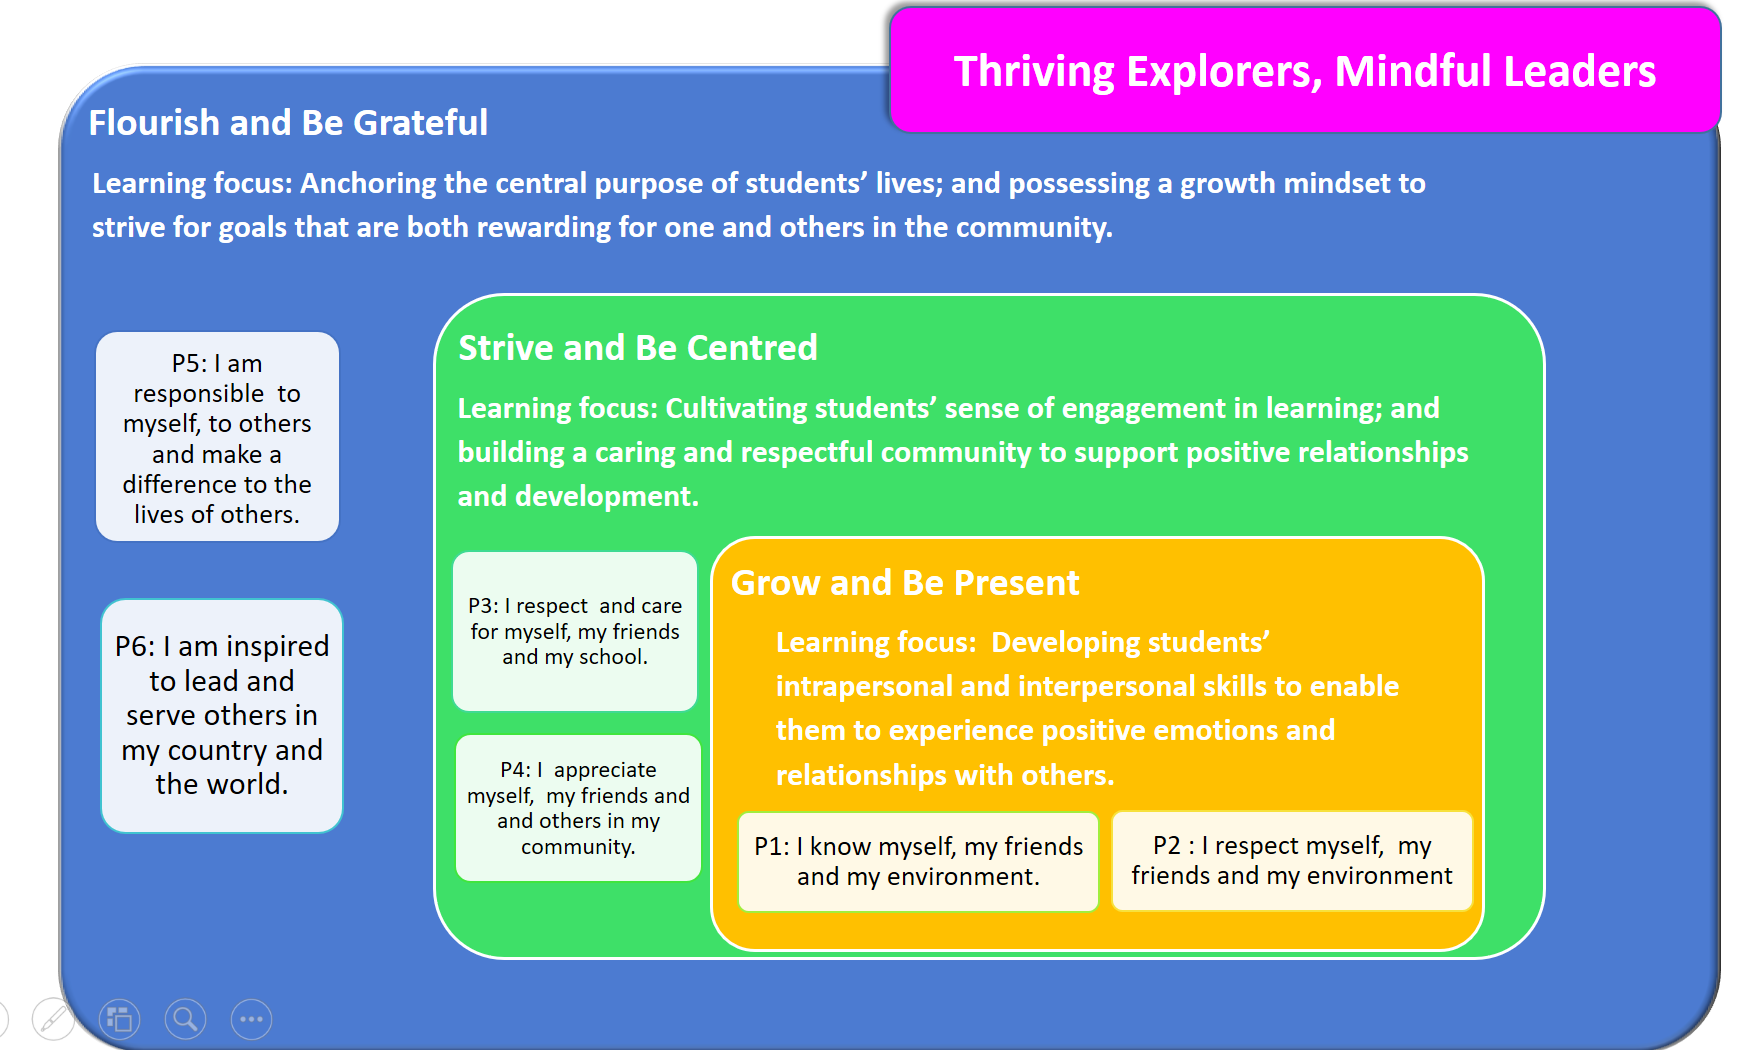 Thriving Explorers, Mindful Leaders
Flourish and Be Grateful
Learning focus: Anchoring the central purpose of students’ lives; and possessing a growth mindset to
strive for goals that are both rewarding for one and others in the community.
P5: I am
responsible  to
myself, to others
and make a
difference to the
lives of others.
P6: I am inspired
to lead and
serve others in
my country and
the world.
Strive and Be Centred
Learning focus: Cultivating students’ sense of engagement in learning; and
building a caring and respectful community to support positive relationships
and development.
P3: I respect  and care
for myself, my friends
and my school.
P4: I  appreciate
myself,  my friends and
and others in my
community.
Grow and Be Present
Learning focus:  Developing students’
intrapersonal and interpersonal skills to enable
them to experience positive emotions and
relationships with others.
P1: I know myself, my friends
and my environment.
P2 : I respect myself,  my
friends and my environment